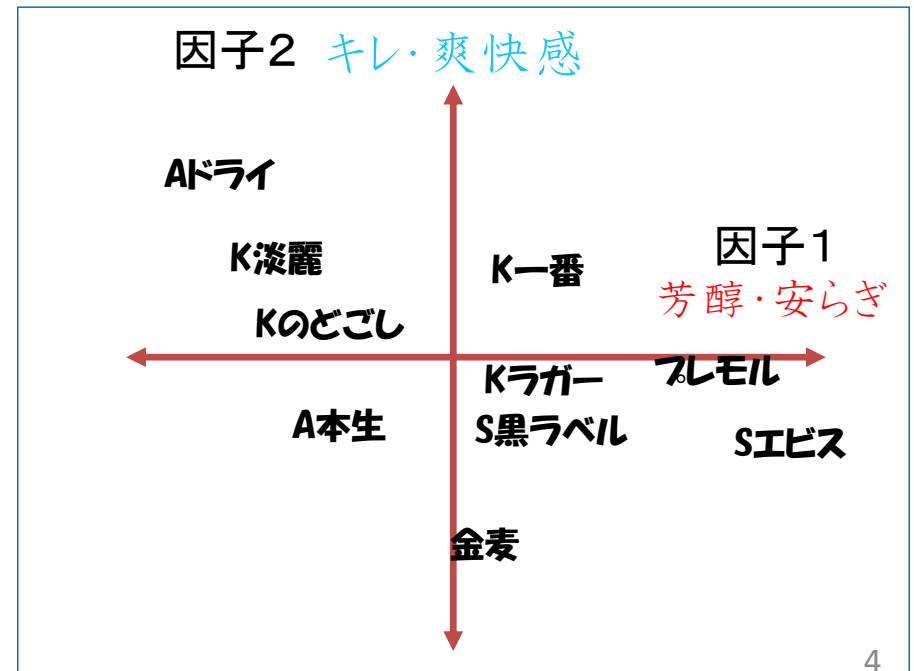 因子2 キレ・爽快感
Aドライ
K淡麗
K一番
因子1
芳醇・安らぎ
Kのどごし
Kラガー
プレモル
A本生
S黒ラベル
Sエビス
金麦
4